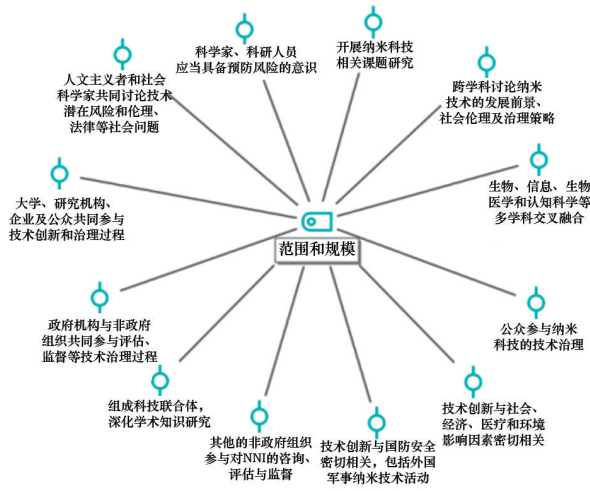 科学家、科研人员
应当具备预防风险的意识
开展纳米科技
相关课题研究
人文主义者和社会
科学家共同讨论技术
潜在风险和伦理、
法律等社会问题
跨学科讨论纳米
技术的发展前景、
社会伦理及治理策略
大学、研究机构、
企业及公众共同参与
技术创新和治理过程
生物、信息、生物
医学和认知科学等
多学科交叉融合
范围和规模
政府机构与非政府
组织共同参与评估、
监督等技术治理过程
公众参与纳米
科技的技术治理
组成科技联合体，
深化学术知识研究
其他的非政府组织
参与对NNI的咨询、
评估与监督
技术创新与国防安全
密切相关，包括外国
军事纳米技术活动
技术创新与社会、
经济、医疗和环境
影响因素密切相关